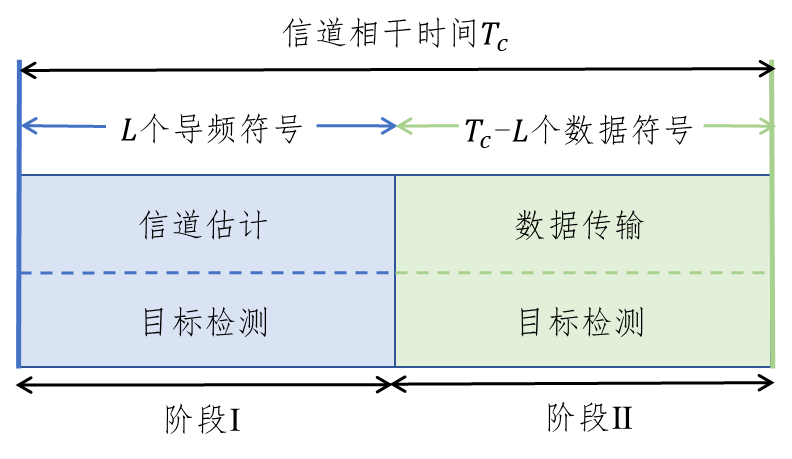 信道相干时间Tc
L个导频符号
Tc-L个数据符号
信道估计
数据传输
目标检测
目标检测
阶段I
阶段II